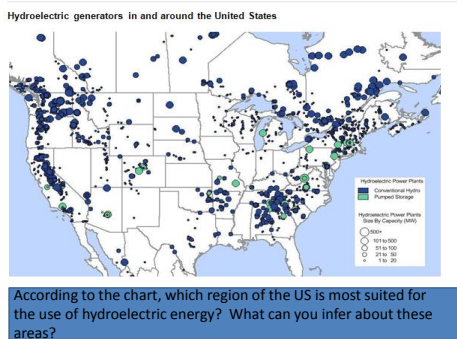 Hydroelectric generators in and around the United States
Hydroelectric Power Plants
Conventional Hydro
Pumped Storage
Hydroelectric Power Plants
Size By Capacity (MW)
500+
101 to 500
51 to 100
21 to 50
1 to 20
According to the chart, which region of the US is most suited for
the use of hydroelectric energy? What can you infer about these
areas?